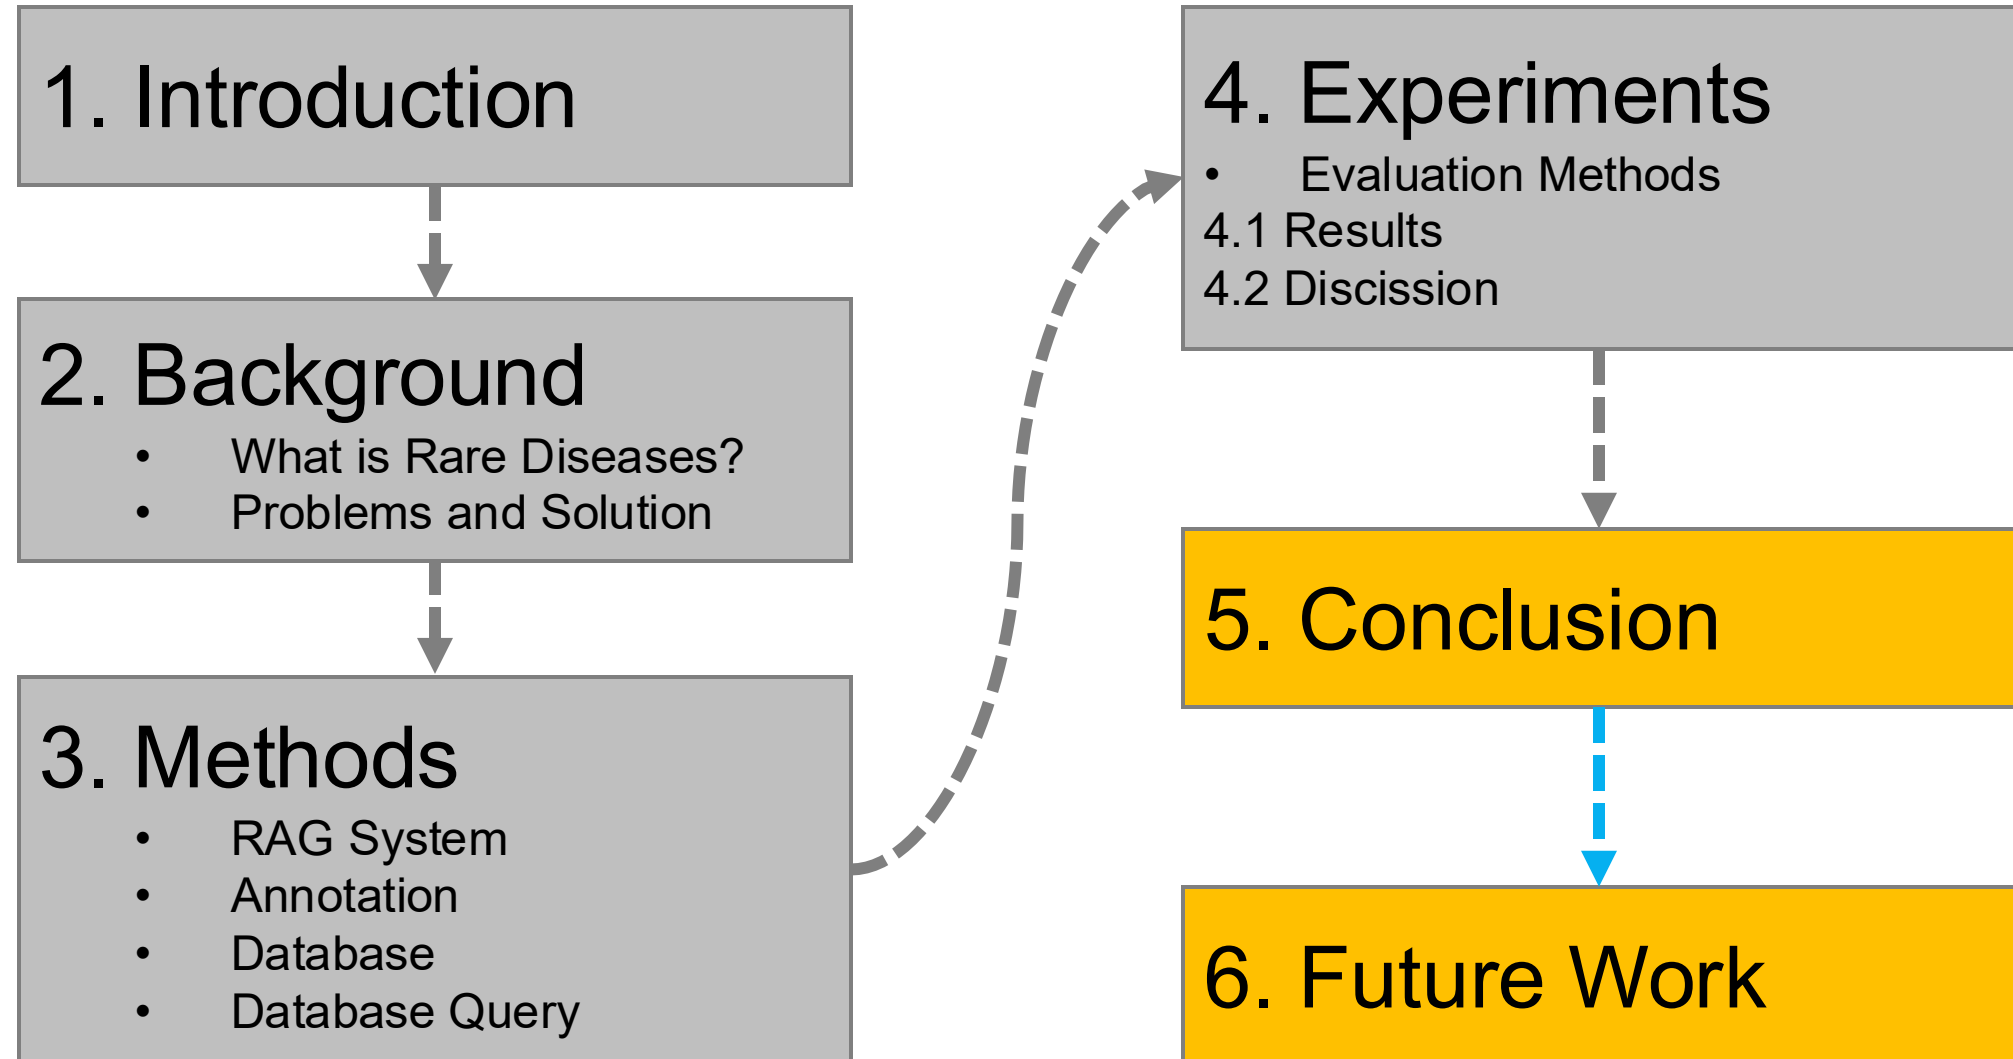 1. Introduction
2. Background
• What is Rare Diseases?
• Problems and Solution
3. Methods
• RAG System
• Annotation
• Database
• Database Query
4. Experiments
• Evaluation Methods
4.1 Results
4.2 Discission
5. Conclusion
6. Future Work